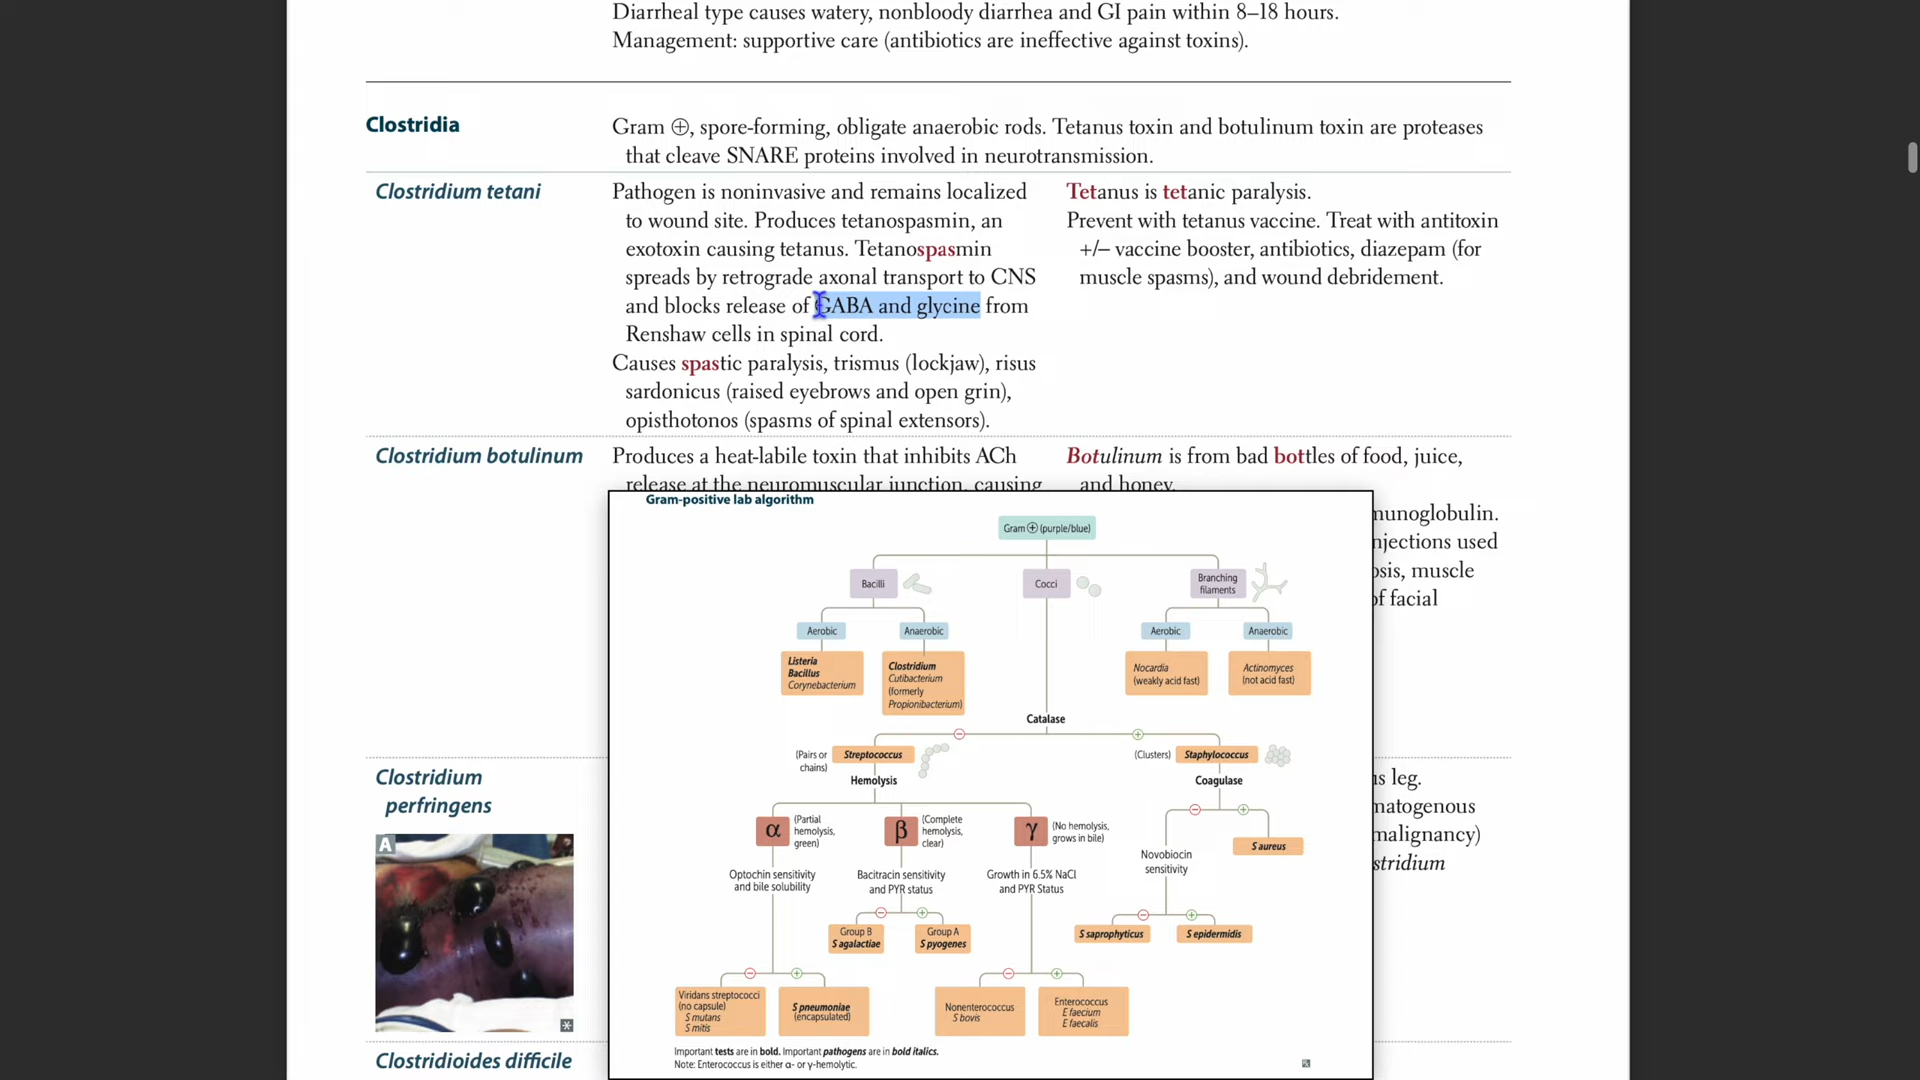 Diarrheal type causes watery, nonbloody diarrhea and GI pain within 8–18 hours.
Management: supportive care (antibiotics are ineffective against toxins).
Clostridia
Gram ⊕, spore-forming, obligate anaerobic rods. Tetanus toxin and botulinum toxin are proteases
that cleave SNARE proteins involved in neurotransmission.
Clostridium tetani
Pathogen is noninvasive and remains localized
to wound site. Produces tetanospasmin, an
exotoxin causing tetanus. Tetanospasmin
spreads by retrograde axonal transport to CNS
and blocks release of GABA and glycine from
Renshaw cells in spinal cord.
Causes spastic paralysis, trismus (lockjaw), risus
sardonicus (raised eyebrows and open grin),
opisthotonos (spasms of spinal extensors).
Tetanus is tetanic paralysis.
Prevent with tetanus vaccine. Treat with antitoxin
+/– vaccine booster, antibiotics, diazepam (for
muscle spasms), and wound debridement.
Clostridium botulinum
Produces a heat-labile toxin that inhibits ACh
release at the neuromuscular junction, causing
Botulinum is from bad bottles of food, juice,
and honey.
munoglobulin.
njections used
osis, muscle
of facial
Clostridium
perfringens
A
s leg.
matogenous
malignancy)
stridium
Clostridioides difficile
Gram-positive lab algorithm
Gram ⊕ (purple/blue)
Bacilli
Cocci
Branching
filaments
Aerobic
Anaerobic
Aerobic
Anaerobic
Listeria
Bacillus
Corynebacterium
Clostridium
Cutibacterium
(formerly
Propionibacterium)
Nocardia
(weakly acid fast)
Actinomyces
(not acid fast)
Catalase
(Pairs or
chains)
Streptococcus
(Clusters)
Staphylococcus
Hemolysis
Coagulase
α
(Partial
hemolysis,
green)
β
(Complete
hemolysis,
clear)
γ
(No hemolysis,
grows in bile)
S aureus
Novobiocin
sensitivity
Optochin sensitivity
and bile solubility
Bacitracin sensitivity
and PYR status
Growth in 6.5% NaCl
and PYR Status
Group B
S agalactiae
Group A
S pyogenes
S saprophyticus
S epidermidis
Viridans streptococci
(no capsule)
S mutans
S mitis
S pneumoniae
(encapsulated)
Nonenterococcus
S bovis
Enterococcus
E faecium
E faecalis
Important tests are in bold. Important pathogens are in bold italics.
Note: Enterococcus is either α- or γ-hemolytic.